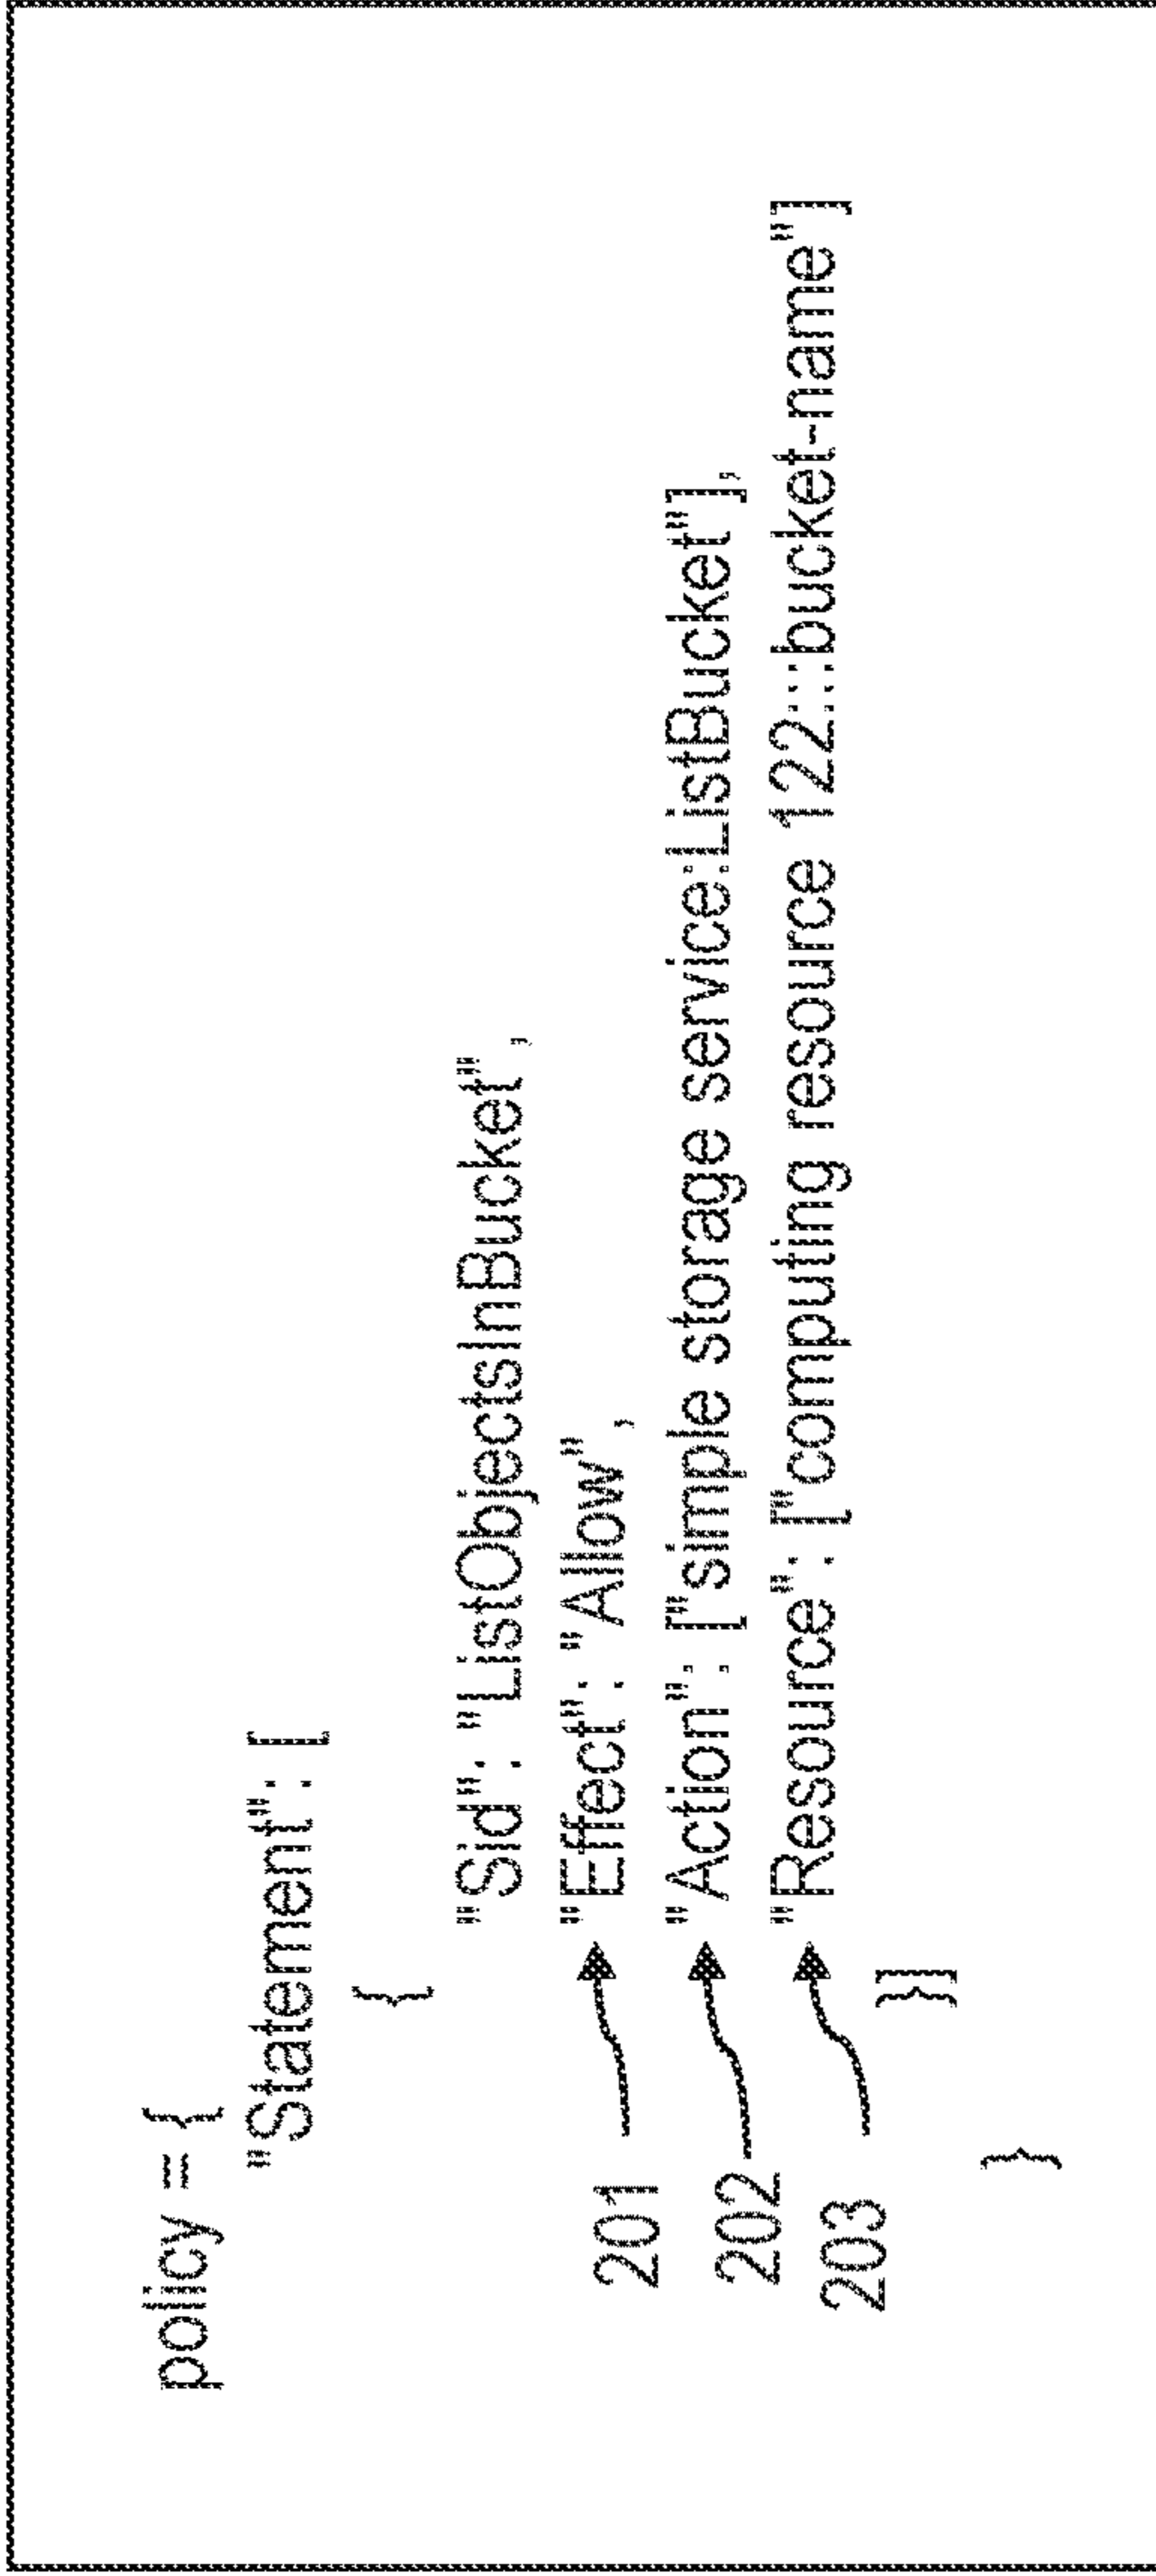 policy = {
"Statement": [
{
"Sid": "ListObjectsInBucket",
201 "Effect": "Allow",
202 "Action": ["simple storage service:ListBucket"],
203 "Resource": ["computing resource 122:::bucket-name"]
}]
}